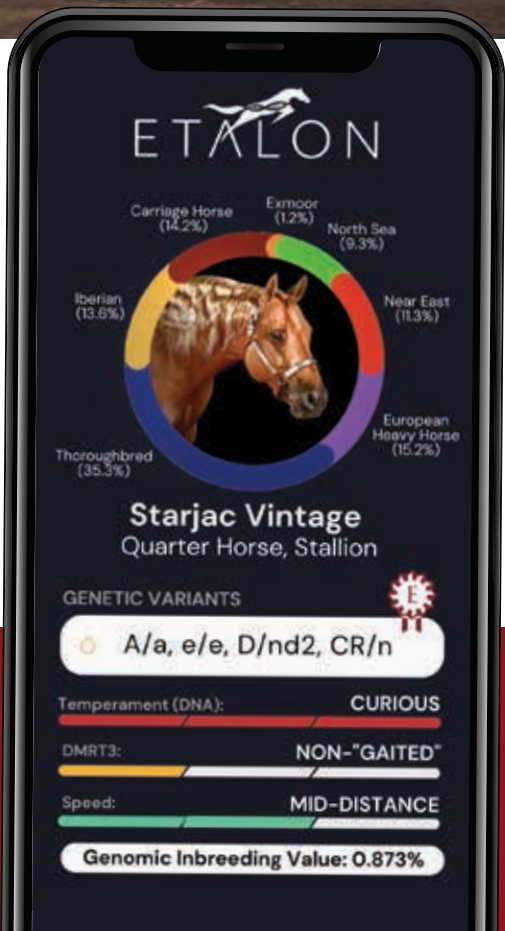 ETALON
Exmoor
(1.2%)
Carriage Horse
(14.2%)
North Sea
(9.3%)
Iberian
(13.6%)
Near East
(11.3%)
European
Heavy Horse
(15.2%)
Thoroughbred
(35.3%)
Starjac Vintage
Quarter Horse, Stallion
GENETIC VARIANTS
E
A/a, e/e, D/nd2, CR/n
Temperament (DNA): CURIOUS
DMRT3: NON-"GAITED"
Speed: MID-DISTANCE
Genomic Inbreeding Value: 0.873%